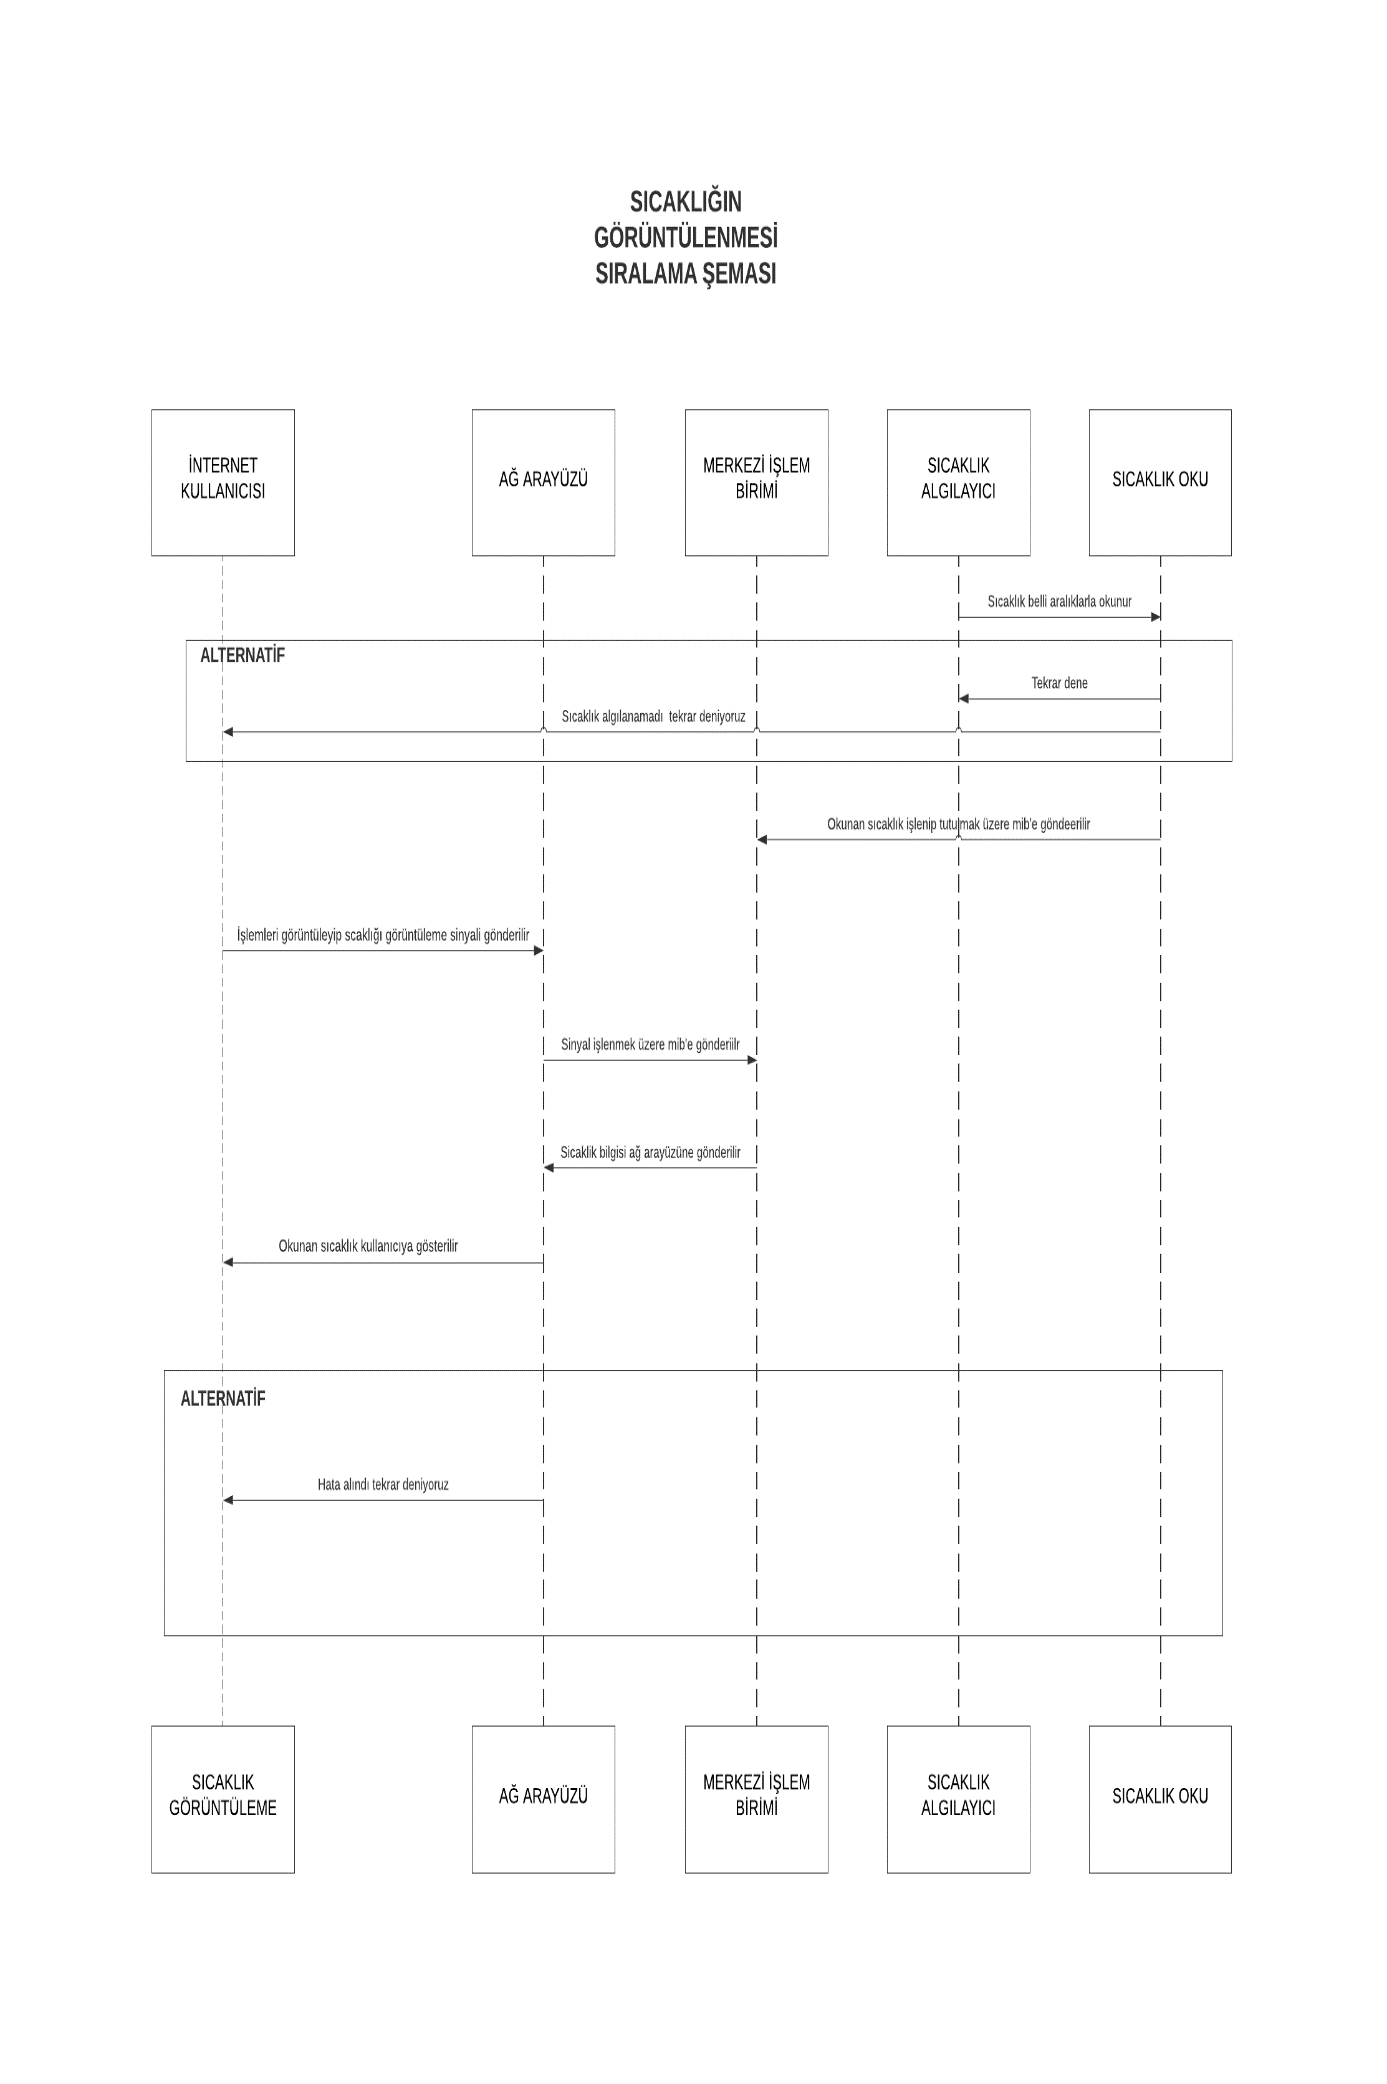 SICAKLIĞIN
GÖRÜNTÜLENMESİ
SIRALAMA ŞEMASI
İNTERNET
KULLANICISI
AĞ ARAYÜZÜ
MERKEZİ İŞLEM
BİRİMİ
SICAKLIK
ALGILAYICI
SICAKLIK OKU
Sıcaklık belli aralıklarla okunur
ALTERNATİF
Tekrar dene
Sıcaklık algılanamadı tekrar deniyoruz
Okunan sıcaklık işlenip tutulmak üzere mib'e göndeerilir
İşlemleri görüntüleyip scaklığı görüntüleme sinyali gönderilir
Sinyal işlenmek üzere mib'e gönderiilr
Sicaklik bilgisi ağ arayüzüne gönderilir
Okunan sıcaklık kullanıcıya gösterilir
ALTERNATİF
Hata alındı tekrar deniyoruz
SICAKLIK
GÖRÜNTÜLEME
AĞ ARAYÜZÜ
MERKEZİ İŞLEM
BİRİMİ
SICAKLIK
ALGILAYICI
SICAKLIK OKU